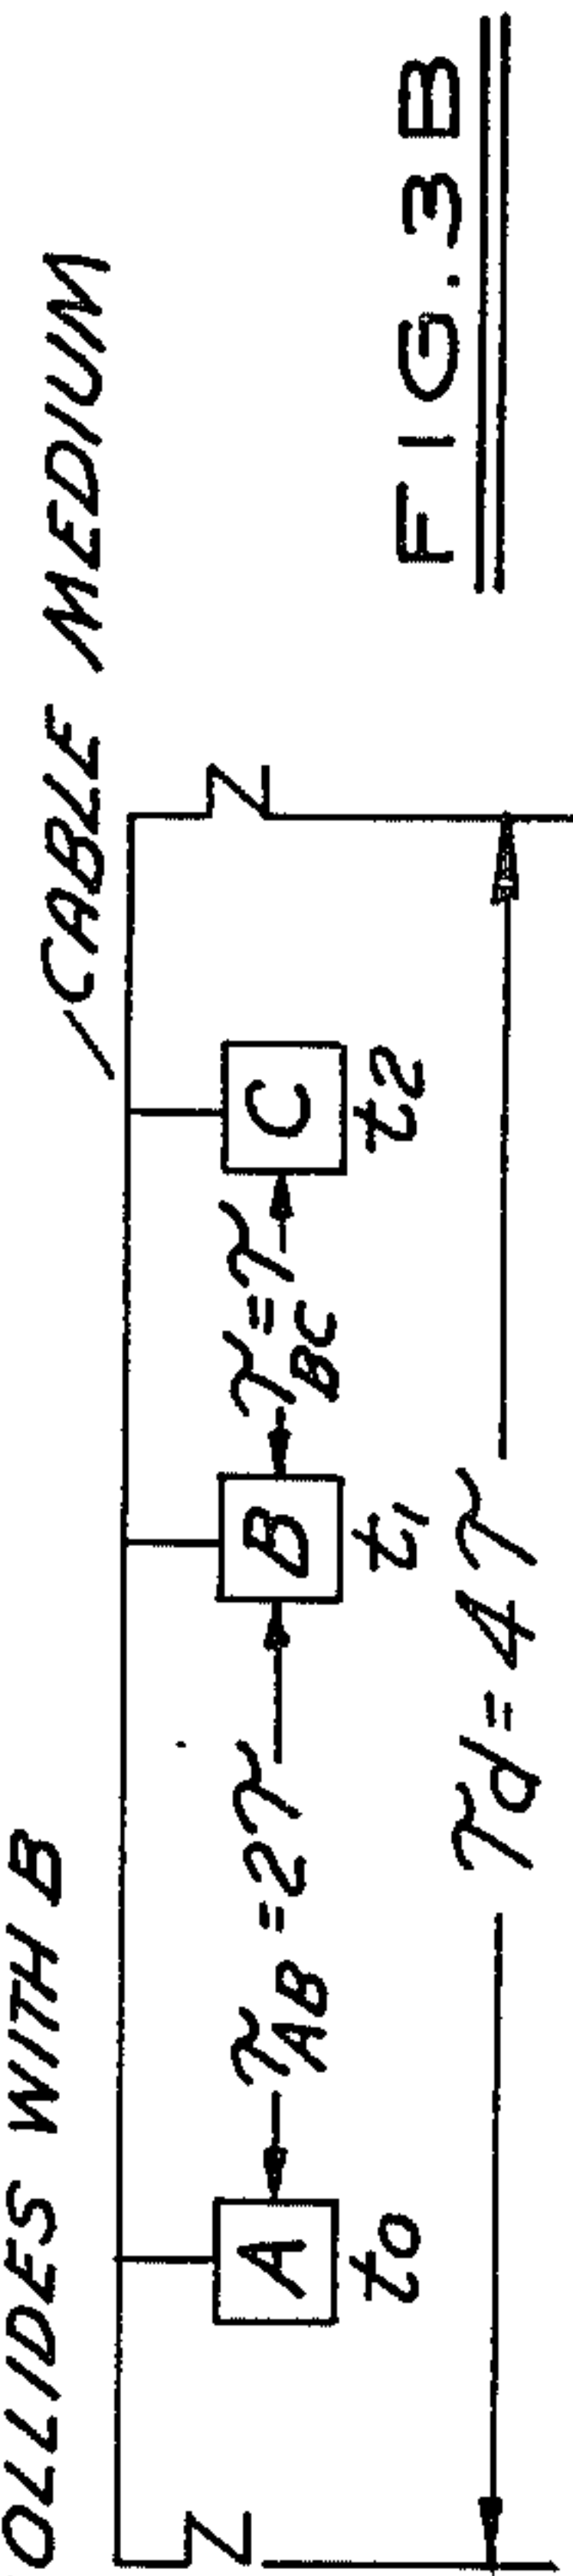 OLLIDES WITH B
CABLE MEDIUM
A
τAB = 2τ
B
τBC = τ
C
t0
t1
t2
τd = 4τ
FIG. 3B